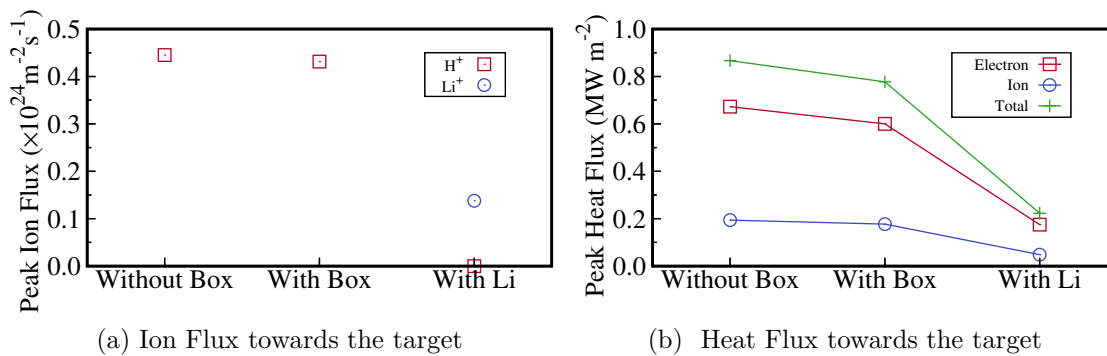 Peak Ion Flux (×10²⁴m⁻²s⁻¹)
0.5
0.4
0.3
0.2
0.1
0.0
H⁺
Li⁺
Without Box With Box With Li
(a) Ion Flux towards the target
Peak Heat Flux (MW m⁻²)
1.0
0.8
0.6
0.4
0.2
0.0
Electron
Ion
Total
Without Box With Box With Li
(b) Heat Flux towards the target